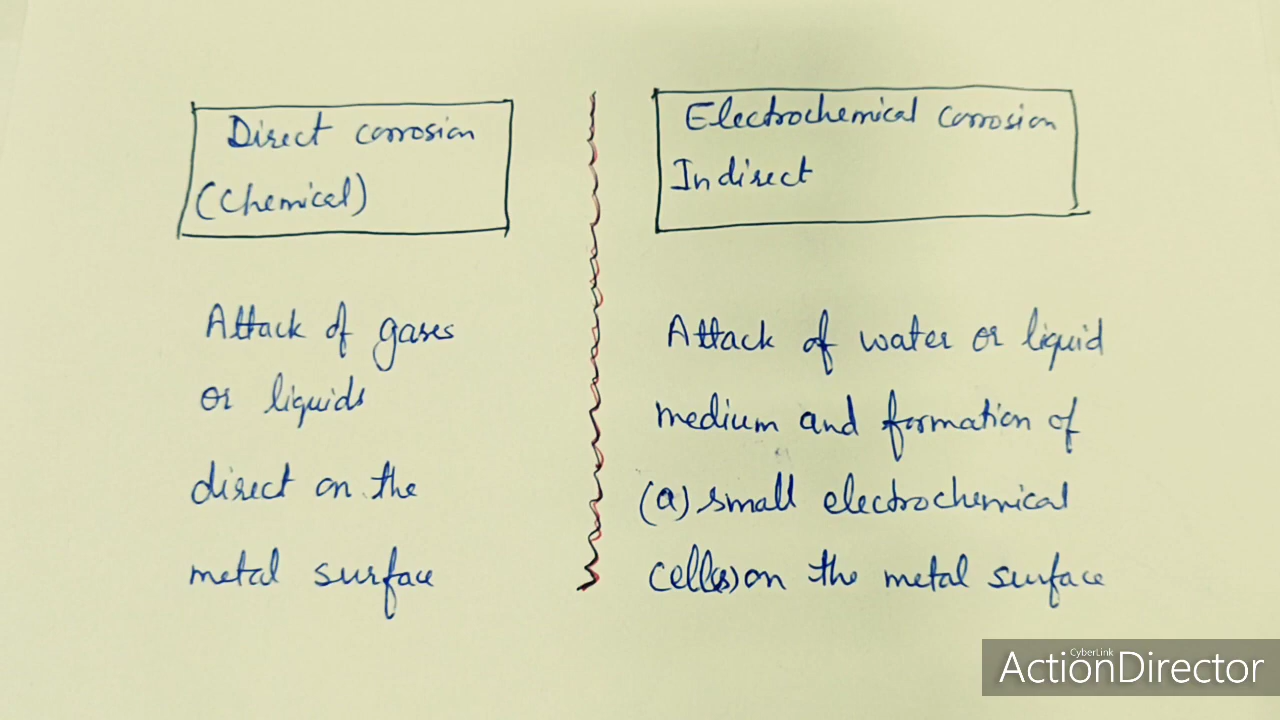 Direct corrosion
(Chemical)
Attack of gases
or liquids
direct on the
metal surface
Electrochemical corrosion
Indirect
Attack of water or liquid
medium and formation of
(a) small electrochemical
cell(s) on the metal surface
CyberLink
ActionDirector